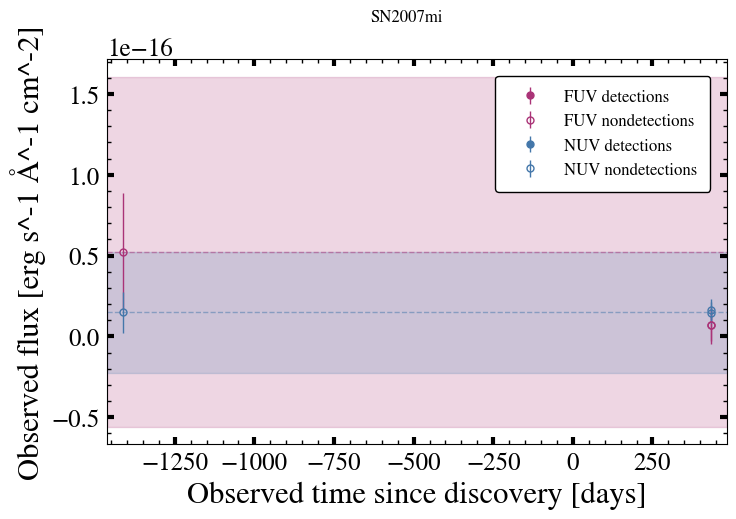 SN2007mi
1e−16
Observed flux [erg s^-1 Å^-1 cm^-2]
1.5
1.0
0.5
0.0
−0.5
FUV detections
FUV nondetections
NUV detections
NUV nondetections
−1250 −1000 −750 −500 −250 0 250
Observed time since discovery [days]